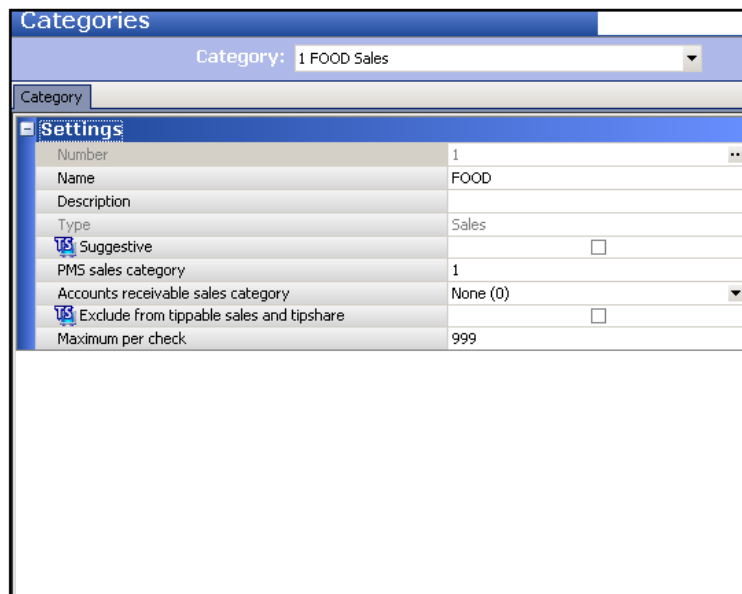 Categories
Category: 1 FOOD Sales
Category
Settings
Number 1 ..
Name FOOD
Description
Type Sales
TS Suggestive
PMS sales category 1
Accounts receivable sales category None (0)
TS Exclude from tippable sales and tipshare
Maximum per check 999